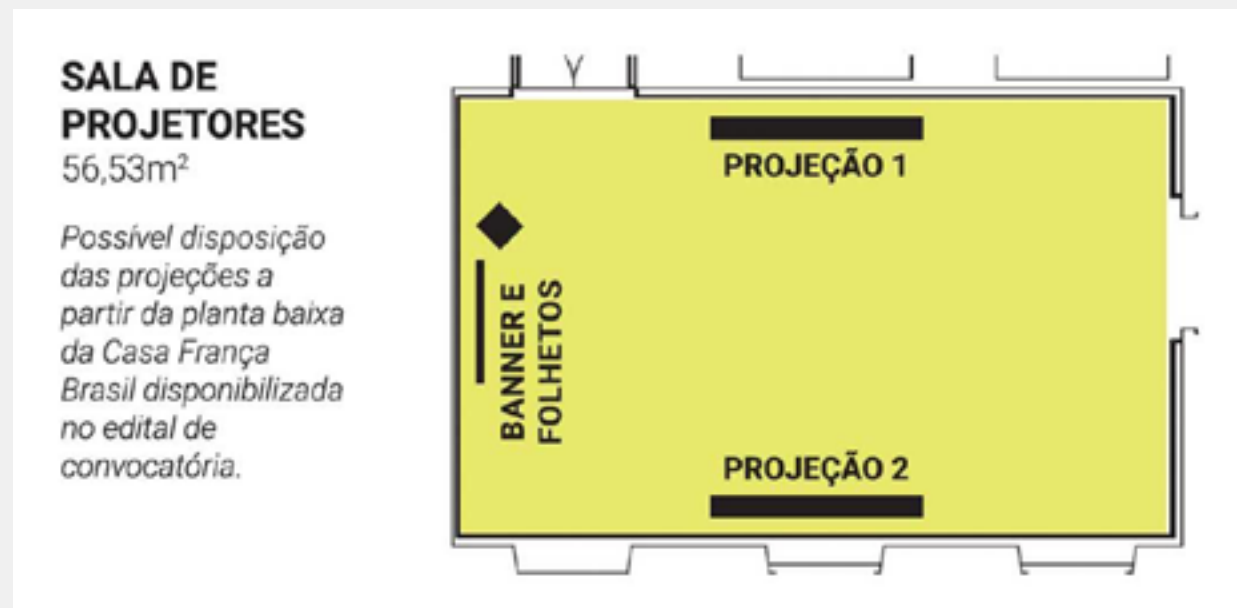 SALA DE
PROJETORES
56,53m²
Possível disposição
das projeções a
partir da planta baixa
da Casa França
Brasil disponibilizada
no edital de
convocatória.
PROJEÇÃO 1
BANNER E
FOLHETOS
PROJEÇÃO 2